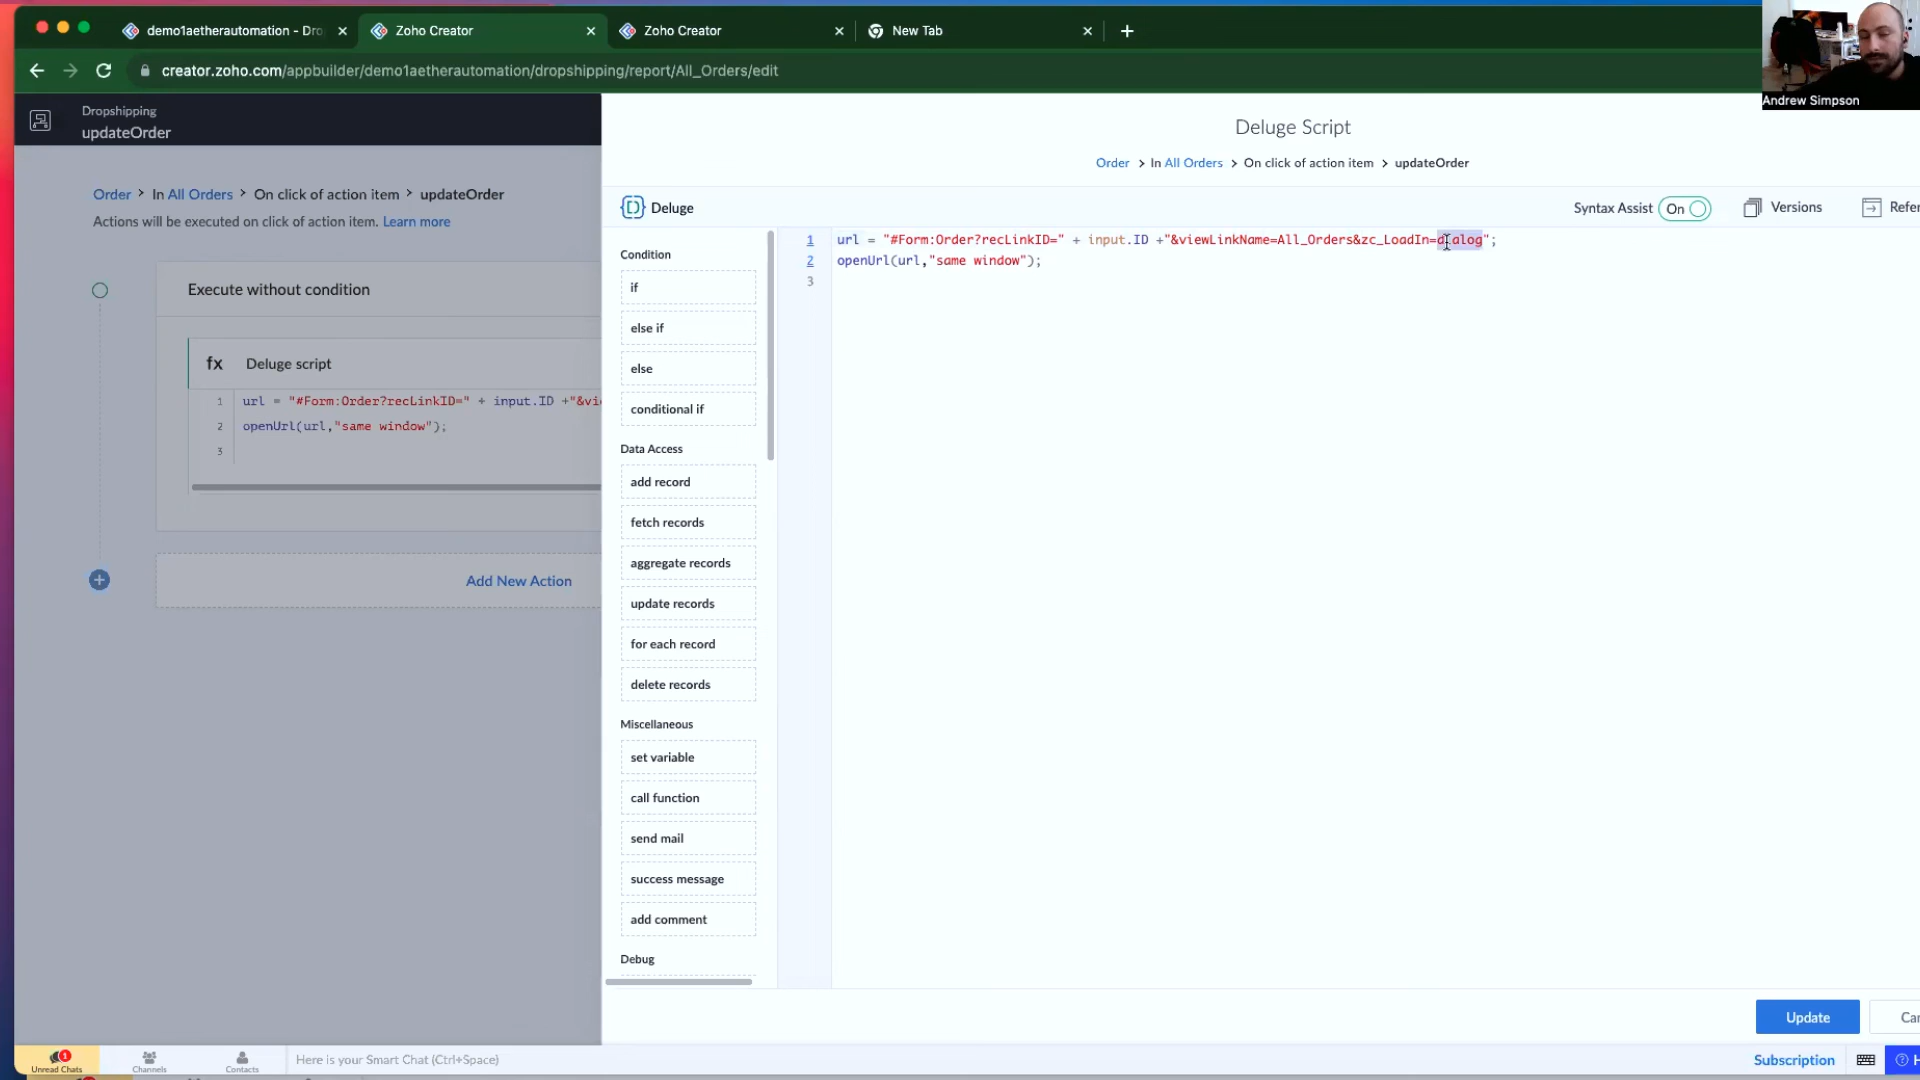 demo1aetherautomation - Dro
Zoho Creator
Zoho Creator
New Tab
creator.zoho.com/appbuilder/demo1aetherautomation/dropshipping/report/All_Orders/edit
Andrew Simpson
Dropshipping
updateOrder
Deluge Script
Order > In All Orders > On click of action item > updateOrder
Order > In All Orders > On click of action item > updateOrder
Actions will be executed on click of action item. Learn more
Deluge
Syntax Assist On
Versions
Refer
Execute without condition
fx Deluge script
1 url = "#Form:Order?recLinkID=" + input.ID +"&vie
2 openUrl(url,"same window");
3
Add New Action
Condition
if
else if
else
conditional if
Data Access
add record
fetch records
aggregate records
update records
for each record
delete records
Miscellaneous
set variable
call function
send mail
success message
add comment
Debug
1 url = "#Form:Order?recLinkID=" + input.ID +"&viewLinkName=All_Orders&zc_LoadIn=dialog";
2 openUrl(url,"same window");
3
Update
Can
1
Unread Chats
Channels
Contacts
Here is your Smart Chat (Ctrl+Space)
Subscription
H